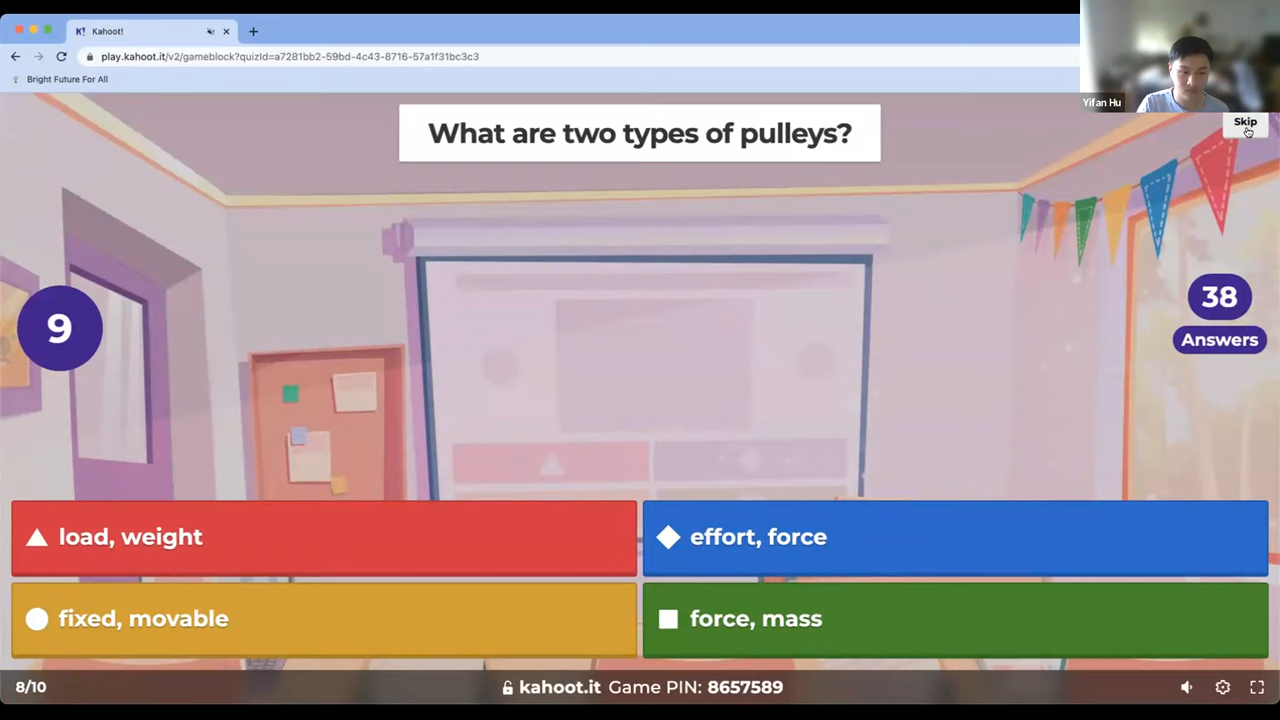 K! Kahoot!
play.kahoot.it/v2/gameblock?quizId=a7281bb2-59bd-4c43-8716-57a1f31bc3c3
Bright Future For All
Yifan Hu
What are two types of pulleys?
Skip
9
38
Answers
load, weight
effort, force
fixed, movable
force, mass
8/10
kahoot.it Game PIN: 8657589